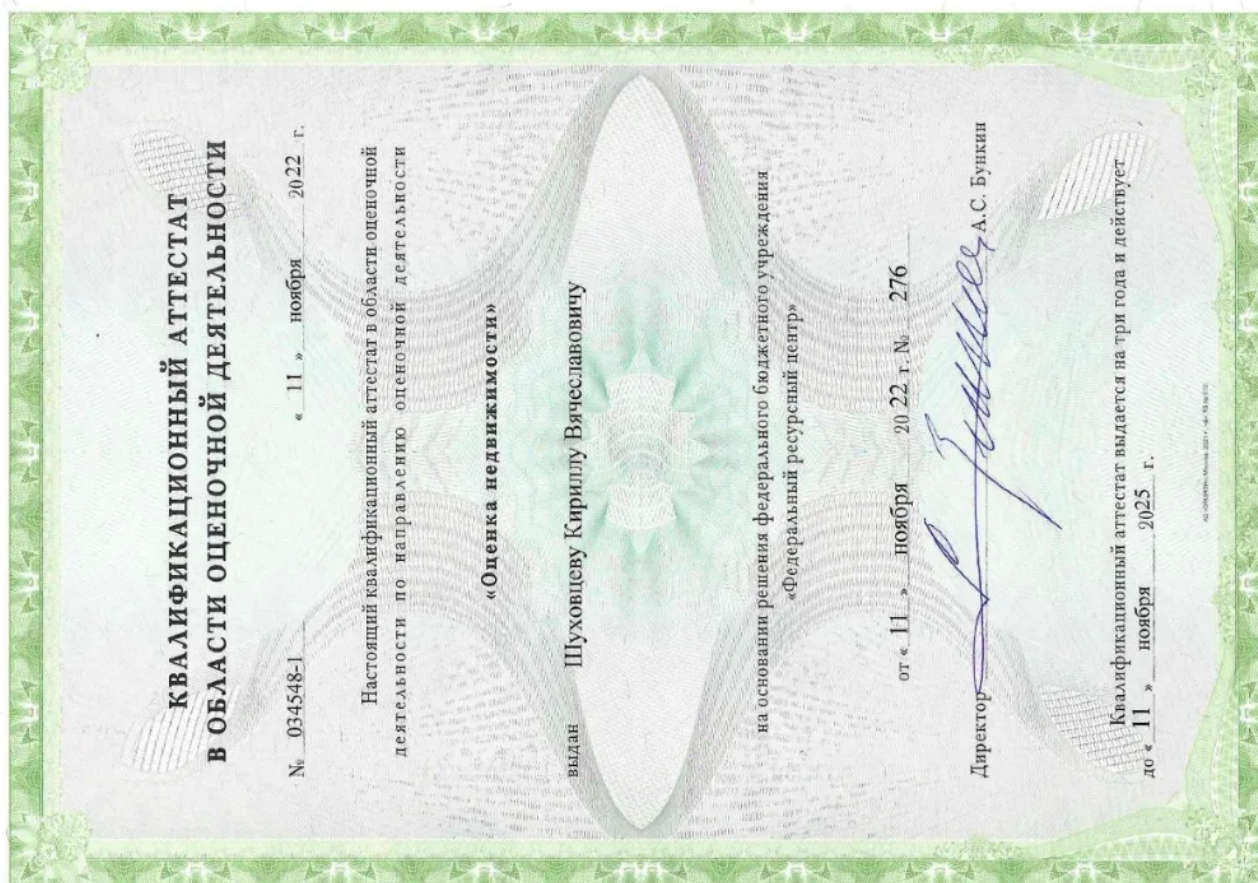 КВАЛИФИКАЦИОННЫЙ АТТЕСТАТ
В ОБЛАСТИ ОЦЕНОЧНОЙ ДЕЯТЕЛЬНОСТИ
№ 034548-1 « 11 » ноября 2022 г.
Настоящий квалификационный аттестат в области оценочной
деятельности по направлению оценочной деятельности
«Оценка недвижимости»
выдан Шуховцеву Кириллу Вячеславовичу
на основании решения федерального бюджетного учреждения
«Федеральный ресурсный центр»
от « 11 » ноября 2022 г. № 276
Директор А.С. Бункин
Квалификационный аттестат выдается на три года и действует
до « 11 » ноября 2025 г.